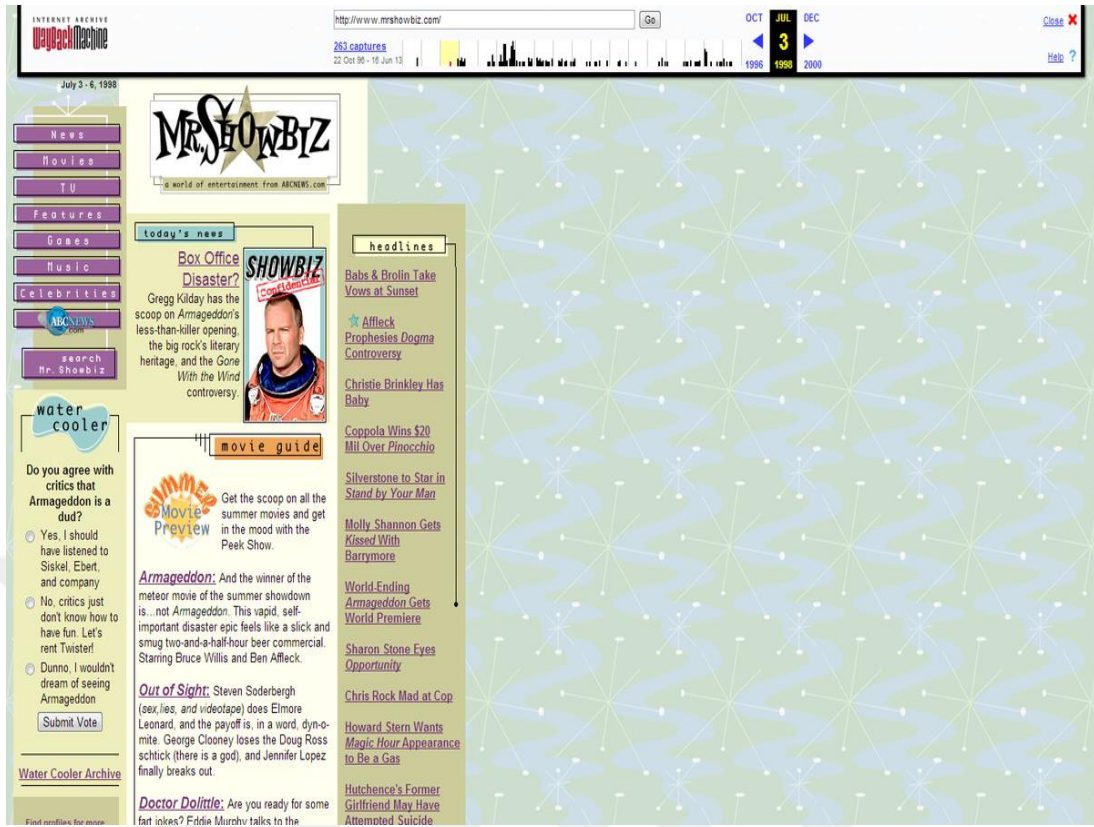 INTERNET ARCHIVE
WayBackMachine
http://www.mrshowbiz.com/
Go
263 captures
22 Oct 96 - 16 Jun 13
OCT JUL DEC
3
1996 1998 2000
Close
Help ?
July 3 - 6, 1998
News
Movies
TV
Features
Games
Music
Celebrities
ABCNEWS
.com
search
Mr. Showbiz
MR. SHOWBIZ
a world of entertainment from ABCNEWS.com
today's news
Box Office
Disaster?
Gregg Kilday has the
scoop on Armageddon's
less-than-killer opening,
the big rock's literary
heritage, and the Gone
With the Wind
controversy.
SHOWBIZ
Confidential
water
cooler
Do you agree with
critics that
Armageddon is a
dud?
Yes, I should
have listened to
Siskel, Ebert,
and company
No, critics just
don't know how to
have fun. Let's
rent Twister!
Dunno, I wouldn't
dream of seeing
Armageddon
Submit Vote
Water Cooler Archive
Find profiles for more
movie guide
SUMMER
Movie
Preview
Get the scoop on all the
summer movies and get
in the mood with the
Peek Show.
Armageddon: And the winner of the
meteor movie of the summer showdown
is...not Armageddon. This vapid, self-
important disaster epic feels like a slick and
smug two-and-a-half-hour beer commercial.
Starring Bruce Willis and Ben Affleck.
Out of Sight: Steven Soderbergh
(sex,lies, and videotape) does Elmore
Leonard, and the payoff is, in a word, dyn-o-
mite. George Clooney loses the Doug Ross
schtick (there is a god), and Jennifer Lopez
finally breaks out.
Doctor Dolittle: Are you ready for some
fart jokes? Eddie Murphy talks to the
headlines
Babs & Brolin Take
Vows at Sunset
Affleck
Prophesies Dogma
Controversy
Christie Brinkley Has
Baby
Coppola Wins $20
Mil Over Pinocchio
Silverstone to Star in
Stand by Your Man
Molly Shannon Gets
Kissed With
Barrymore
World-Ending
Armageddon Gets
World Premiere
Sharon Stone Eyes
Opportunity
Chris Rock Mad at Cop
Howard Stern Wants
Magic Hour Appearance
to Be a Gas
Hutchence's Former
Girlfriend May Have
Attempted Suicide